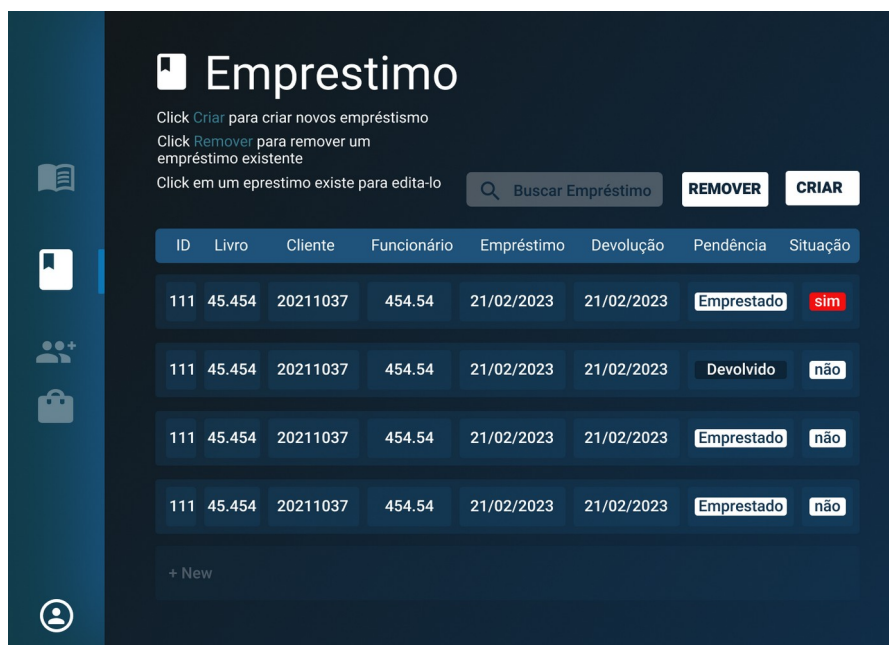 Emprestimo
Click Criar para criar novos empréstismo
Click Remover para remover um
empréstimo existente
Click em um eprestimo existe para edita-lo
Buscar Empréstimo REMOVER CRIAR
ID Livro Cliente Funcionário Empréstimo Devolução Pendência Situação
111 45.454 20211037 454.54 21/02/2023 21/02/2023 Emprestado sim
111 45.454 20211037 454.54 21/02/2023 21/02/2023 Devolvido não
111 45.454 20211037 454.54 21/02/2023 21/02/2023 Emprestado não
111 45.454 20211037 454.54 21/02/2023 21/02/2023 Emprestado não
+ New